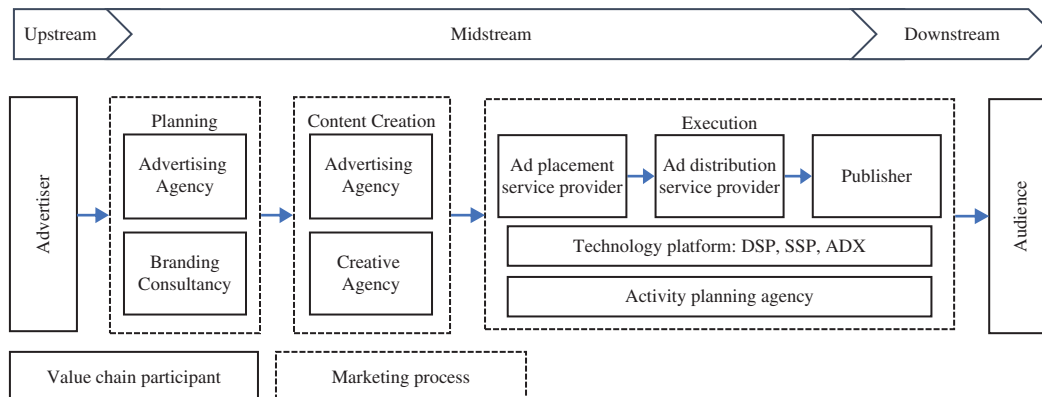 Upstream
Midstream
Downstream
Advertiser
Planning
Advertising
Agency
Branding
Consultancy
Content Creation
Advertising
Agency
Creative
Agency
Execution
Ad placement
service provider
Ad distribution
service provider
Publisher
Technology platform: DSP, SSP, ADX
Activity planning agency
Audience
Value chain participant
Marketing process